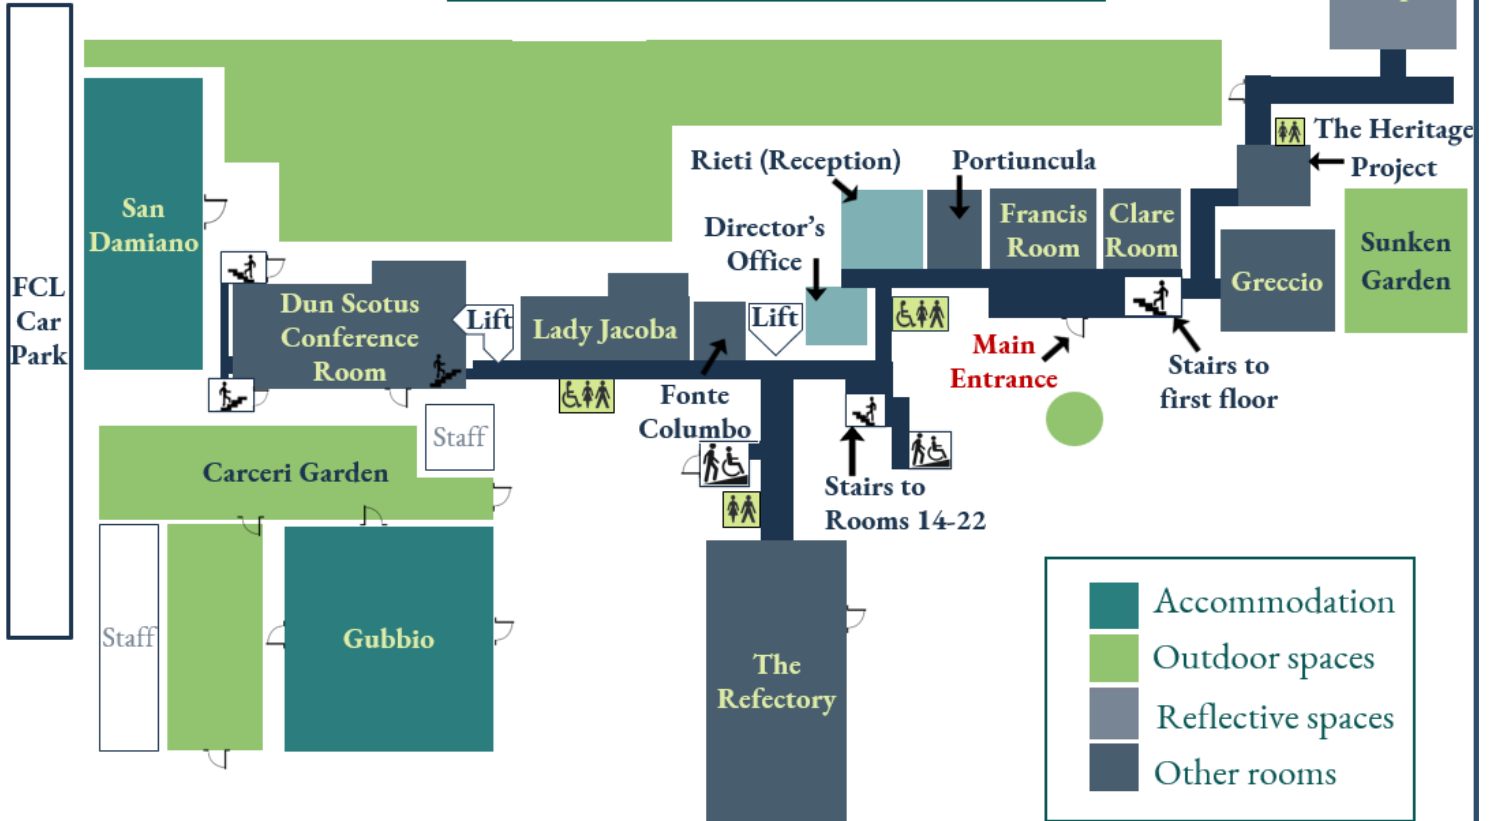 The Heritage
Project
Rieti (Reception)
Portiuncula
San
Damiano
Francis
Room
Clare
Room
Director's
Office
Sunken
Garden
Greccio
FCL
Car
Park
Dun Scotus
Conference
Room
Lift
Lady Jacoba
Lift
Main
Entrance
Stairs to
first floor
Fonte
Columbo
Staff
Carceri Garden
Stairs to
Rooms 14-22
Staff
Gubbio
The
Refectory
Accommodation
Outdoor spaces
Reflective spaces
Other rooms